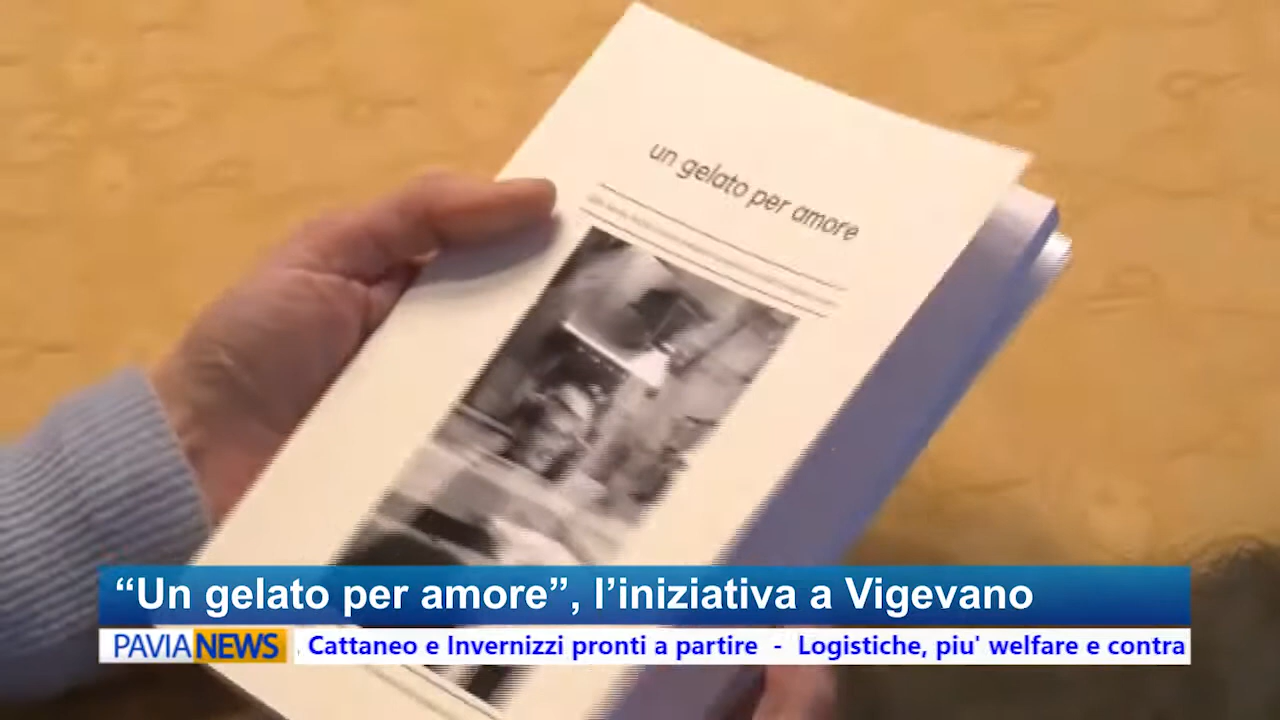 un gelato per amore
“Un gelato per amore”, l’iniziativa a Vigevano
PAVIANEWS
Cattaneo e Invernizzi pronti a partire - Logistiche, piu' welfare e contra